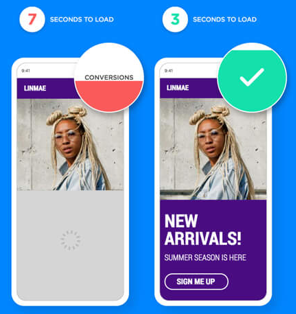 7 SECONDS TO LOAD
3 SECONDS TO LOAD
9:41
LINMAE
CONVERSIONS
9:41
LINMAE
NEW
ARRIVALS!
SUMMER SEASON IS HERE
SIGN ME UP